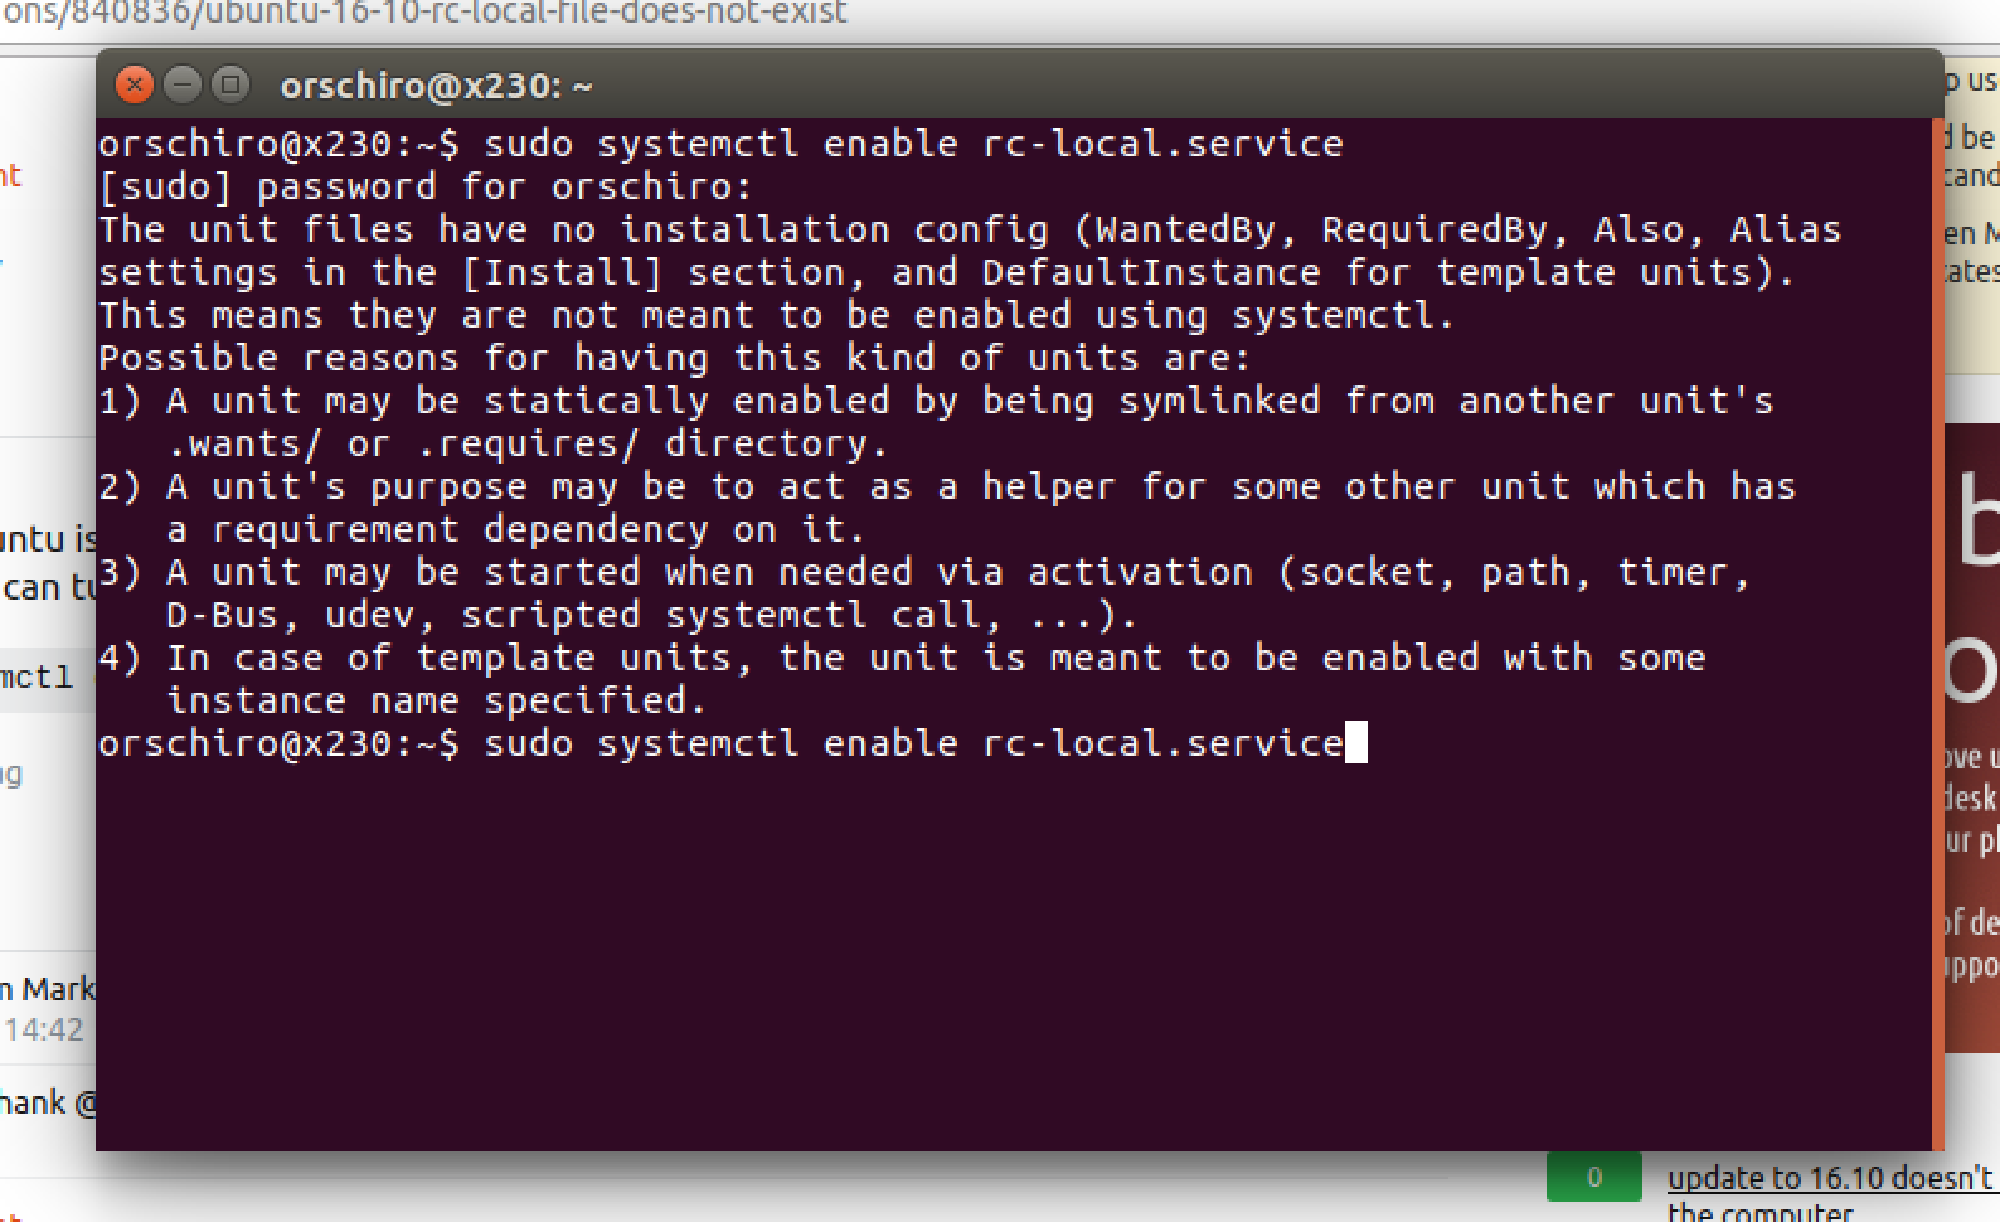 ons/840836/ubuntu-16-10-rc-local-file-does-not-exist
orschiro@x230: ~
orschiro@x230:~$ sudo systemctl enable rc-local.service
[sudo] password for orschiro:
The unit files have no installation config (WantedBy, RequiredBy, Also, Alias
settings in the [Install] section, and DefaultInstance for template units).
This means they are not meant to be enabled using systemctl.
Possible reasons for having this kind of units are:
1) A unit may be statically enabled by being symlinked from another unit's
.wants/ or .requires/ directory.
2) A unit's purpose may be to act as a helper for some other unit which has
a requirement dependency on it.
3) A unit may be started when needed via activation (socket, path, timer,
D-Bus, udev, scripted systemctl call, ...).
4) In case of template units, the unit is meant to be enabled with some
instance name specified.
orschiro@x230:~$ sudo systemctl enable rc-local.service
nt
untu is
can tu
mctl
ng
n Mark
14:42
hank @
p us
d be
cand
en M
ates
b
o
ove u
desk
ur pl
of de
uppo
0
update to 16.10 doesn't
the computer